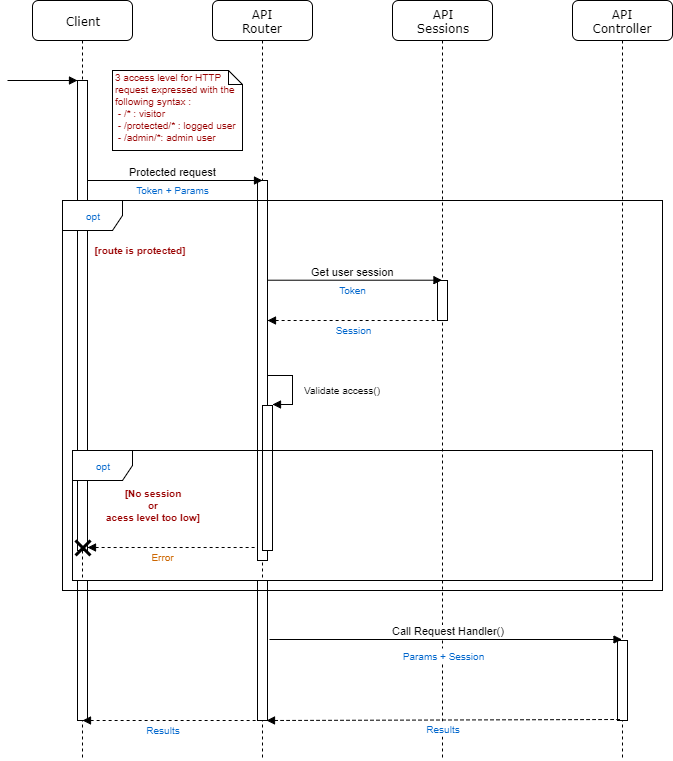 Client
API
Router
API
Sessions
API
Controller
3 access level for HTTP
request expressed with the
following syntax :
- /* : visitor
- /protected/* : logged user
- /admin/*: admin user
Protected request
Token + Params
opt
[route is protected]
Get user session
Token
Session
Validate access()
opt
[No session
or
acess level too low]
Error
Call Request Handler()
Params + Session
Results
Results